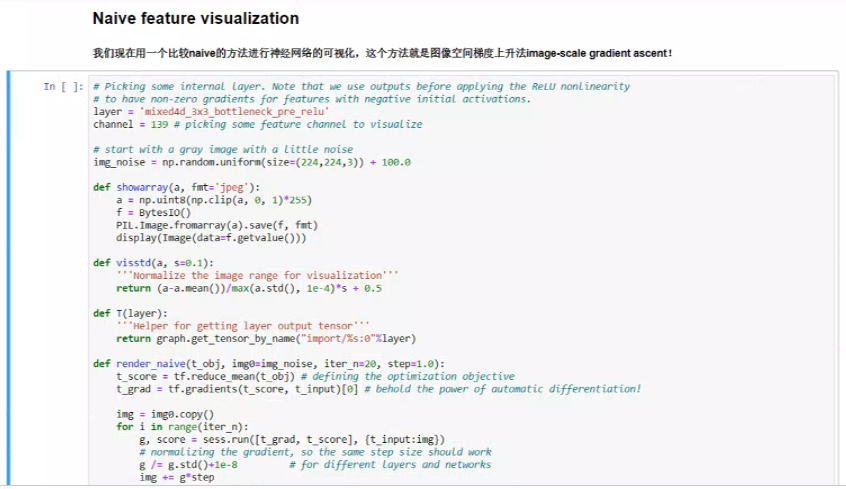 Naive feature visualization
我们现在用一个比较naive的方法进行神经网络的可视化，这个方法就是图像空间梯度上升法image-scale gradient ascent！
In [ ]: # Picking some internal layer. Note that we use outputs before applying the ReLU nonlinearity
# to have non-zero gradients for features with negative initial activations.
layer = 'mixed4d_3x3_bottleneck_pre_relu'
channel = 139 # picking some feature channel to visualize
# start with a gray image with a little noise
img_noise = np.random.uniform(size=(224,224,3)) + 100.0
def showarray(a, fmt='jpeg'):
a = np.uint8(np.clip(a, 0, 1)*255)
f = BytesIO()
PIL.Image.fromarray(a).save(f, fmt)
display(Image(data=f.getvalue()))
def visstd(a, s=0.1):
'''Normalize the image range for visualization'''
return (a-a.mean())/max(a.std(), 1e-4)*s + 0.5
def T(layer):
'''Helper for getting layer output tensor'''
return graph.get_tensor_by_name("import/%s:0"%layer)
def render_naive(t_obj, img0=img_noise, iter_n=20, step=1.0):
t_score = tf.reduce_mean(t_obj) # defining the optimization objective
t_grad = tf.gradients(t_score, t_input)[0] # behold the power of automatic differentiation!
img = img0.copy()
for i in range(iter_n):
g, score = sess.run([t_grad, t_score], {t_input:img})
# normalizing the gradient, so the same step size should work
g /= g.std()+1e-8 # for different layers and networks
img += g*step